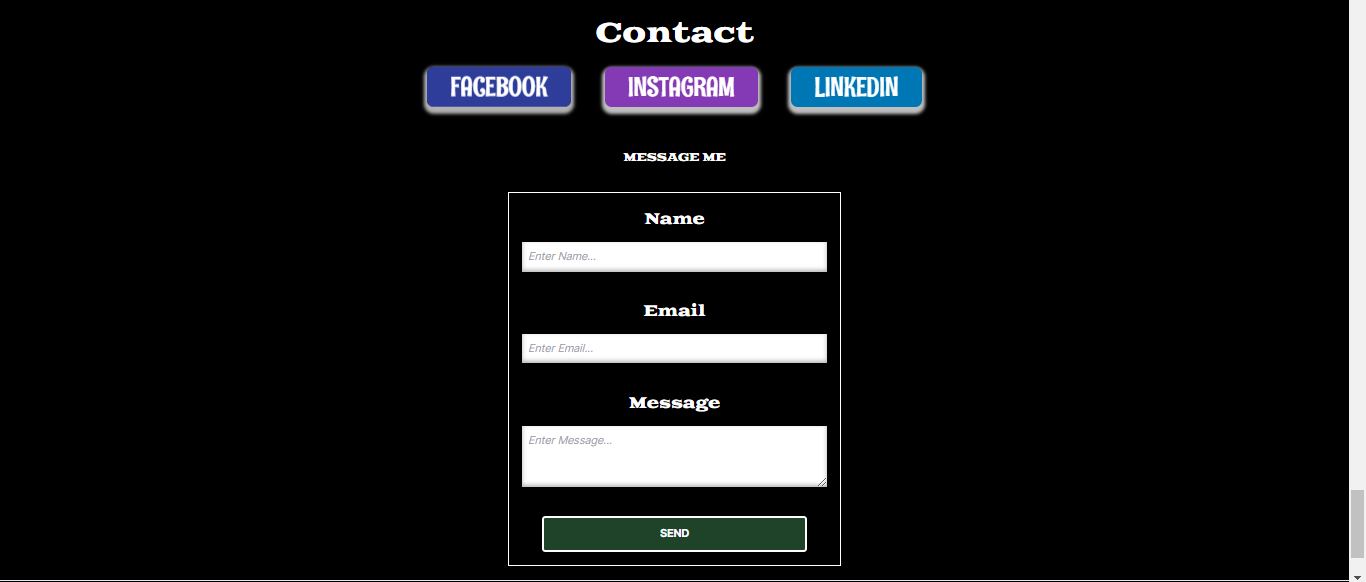 Contact
FACEBOOK INSTAGRAM LINKEDIN
MESSAGE ME
Name
Enter Name...
Email
Enter Email...
Message
Enter Message...
SEND